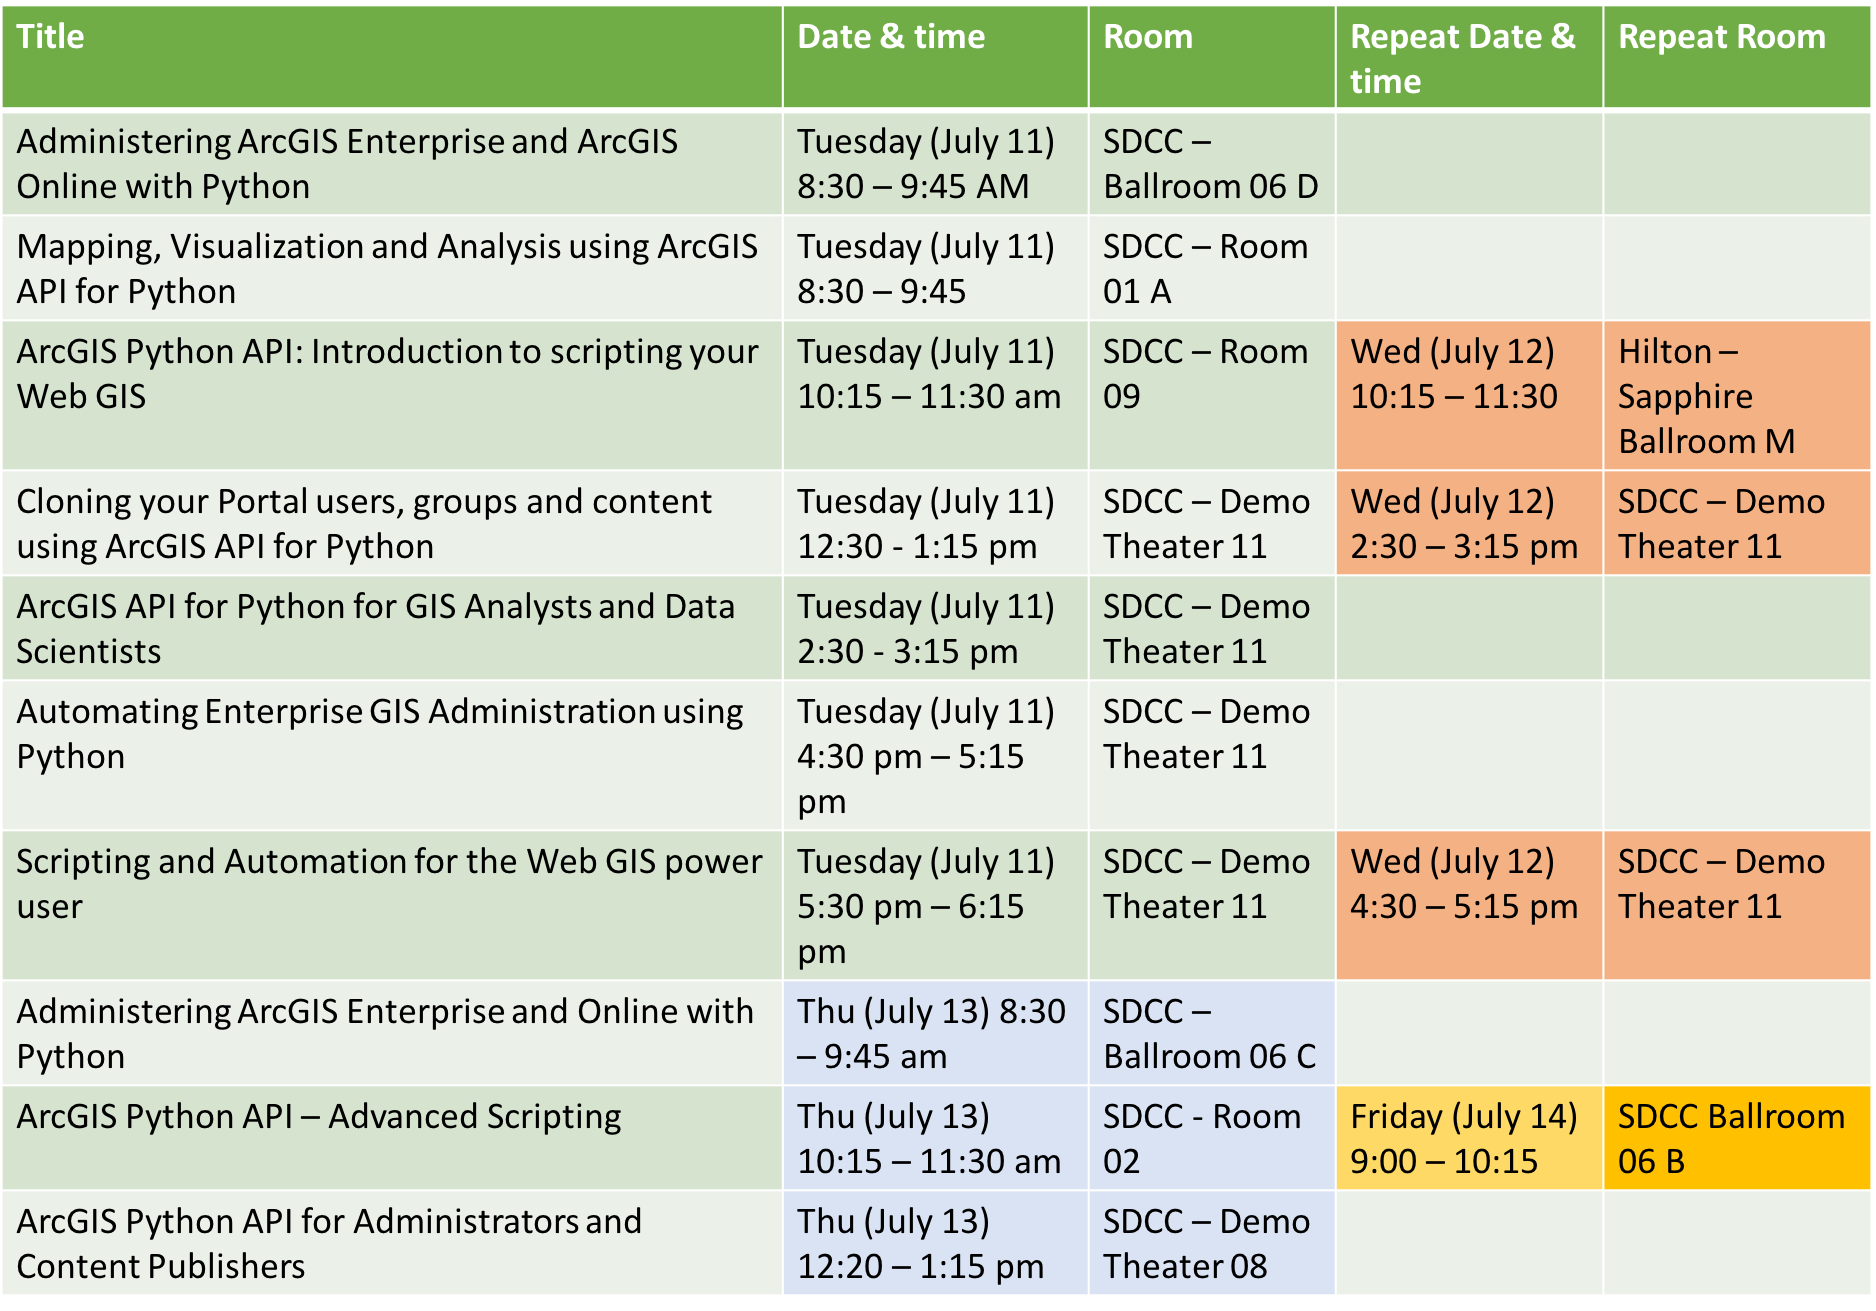 Title
Date & time
Room
Repeat Date &
time
Repeat Room
Administering ArcGIS Enterprise and ArcGIS
Online with Python
Tuesday (July 11)
8:30 – 9:45 AM
SDCC –
Ballroom 06 D
Mapping, Visualization and Analysis using ArcGIS
API for Python
Tuesday (July 11)
8:30 – 9:45
SDCC – Room
01 A
ArcGIS Python API: Introduction to scripting your
Web GIS
Tuesday (July 11)
10:15 – 11:30 am
SDCC – Room
09
Wed (July 12)
10:15 – 11:30
Hilton –
Sapphire
Ballroom M
Cloning your Portal users, groups and content
using ArcGIS API for Python
Tuesday (July 11)
12:30 - 1:15 pm
SDCC – Demo
Theater 11
Wed (July 12)
2:30 – 3:15 pm
SDCC – Demo
Theater 11
ArcGIS API for Python for GIS Analysts and Data
Scientists
Tuesday (July 11)
2:30 - 3:15 pm
SDCC – Demo
Theater 11
Automating Enterprise GIS Administration using
Python
Tuesday (July 11)
4:30 pm – 5:15
pm
SDCC – Demo
Theater 11
Scripting and Automation for the Web GIS power
user
Tuesday (July 11)
5:30 pm – 6:15
pm
SDCC – Demo
Theater 11
Wed (July 12)
4:30 – 5:15 pm
SDCC – Demo
Theater 11
Administering ArcGIS Enterprise and Online with
Python
Thu (July 13) 8:30
– 9:45 am
SDCC –
Ballroom 06 C
ArcGIS Python API – Advanced Scripting
Thu (July 13)
10:15 – 11:30 am
SDCC - Room
02
Friday (July 14)
9:00 – 10:15
SDCC Ballroom
06 B
ArcGIS Python API for Administrators and
Content Publishers
Thu (July 13)
12:20 – 1:15 pm
SDCC – Demo
Theater 08